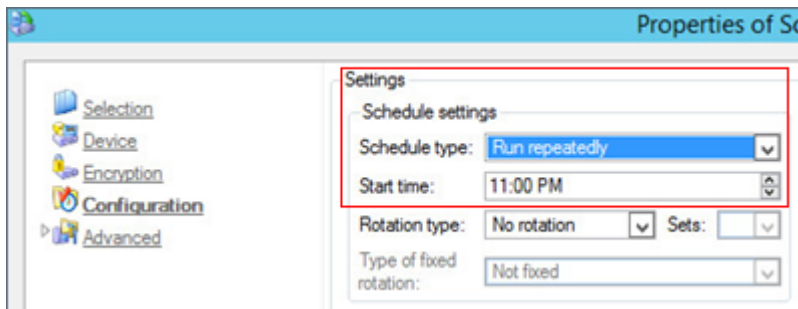 Properties of Sc
Selection
Device
Encryption
Configuration
Advanced
Settings
Schedule settings
Schedule type: Run repeatedly
Start time: 11:00 PM
Rotation type: No rotation Sets:
Type of fixed
rotation: Not fixed